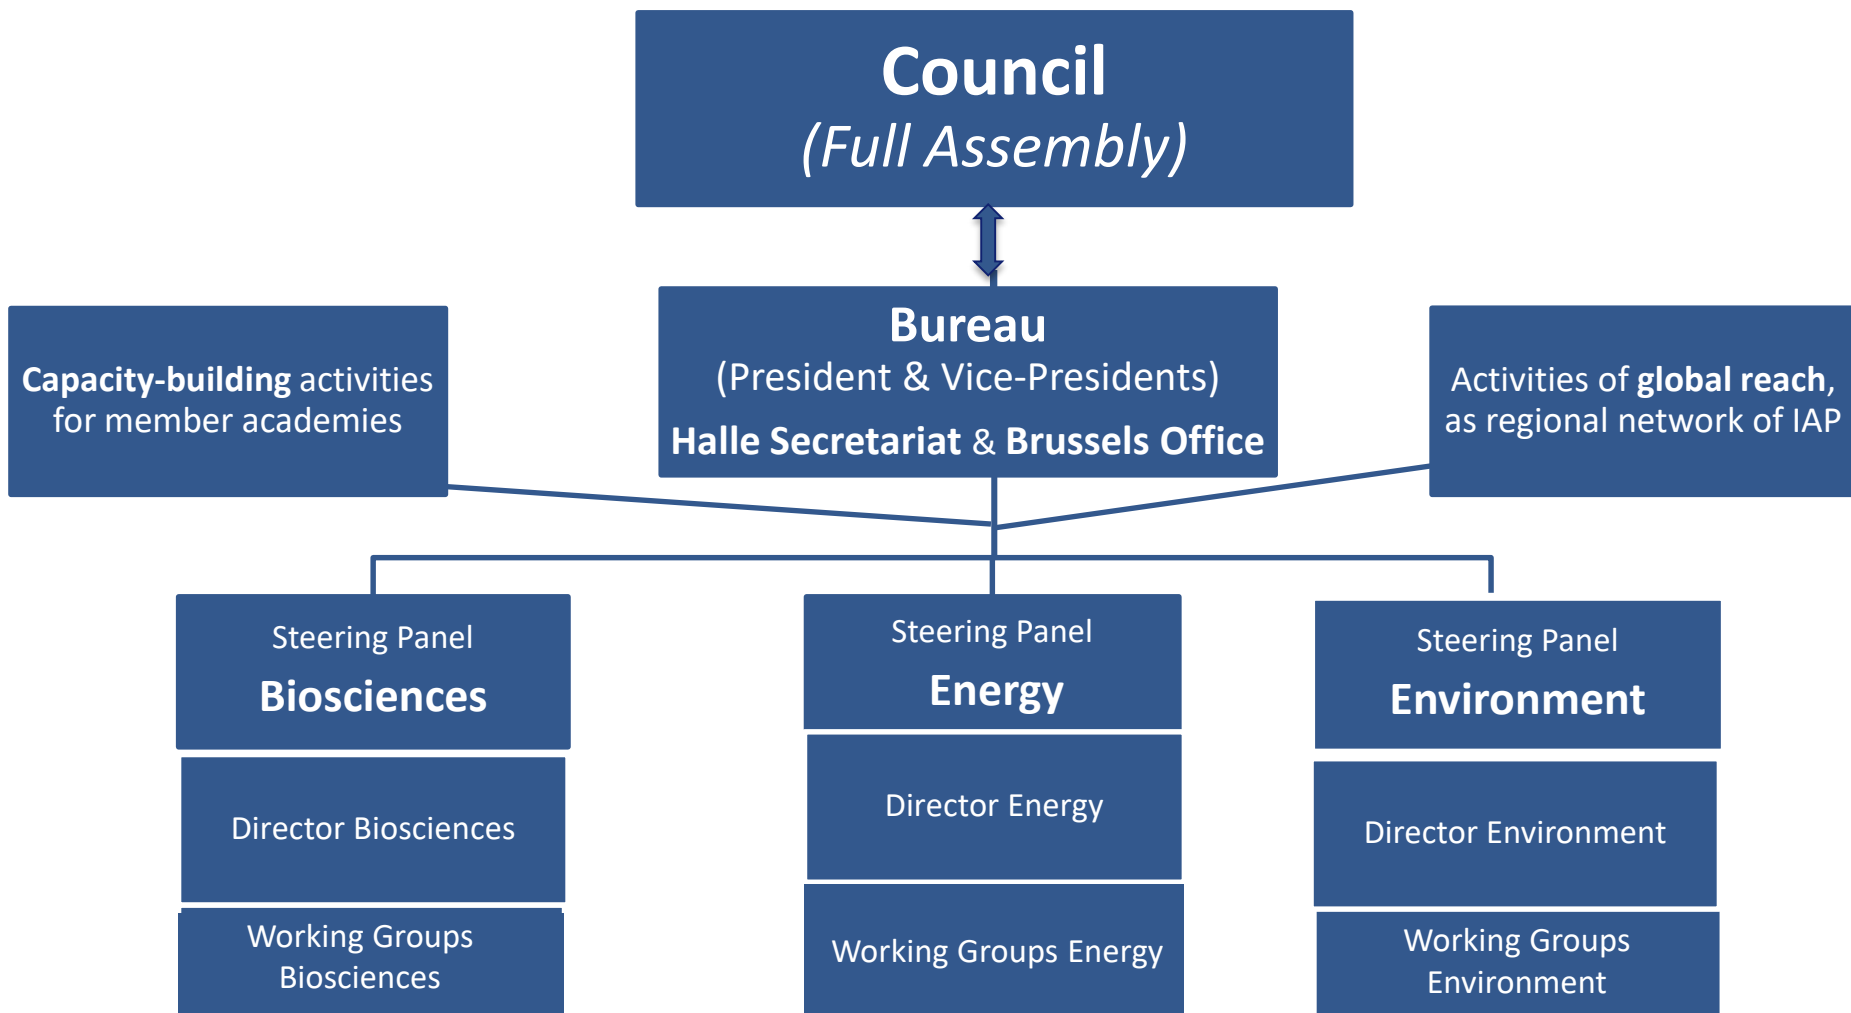 Council
(Full Assembly)
Bureau
(President & Vice-Presidents)
Halle Secretariat & Brussels Office
Capacity-building activities
for member academies
Activities of global reach,
as regional network of IAP
Steering Panel
Biosciences
Director Biosciences
Working Groups
Biosciences
Steering Panel
Energy
Director Energy
Working Groups Energy
Steering Panel
Environment
Director Environment
Working Groups
Environment